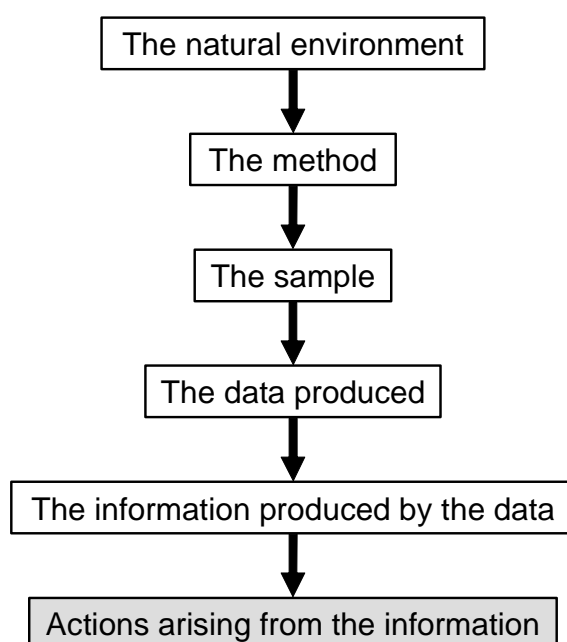 The natural environment
The method
The sample
The data produced
The information produced by the data
Actions arising from the information